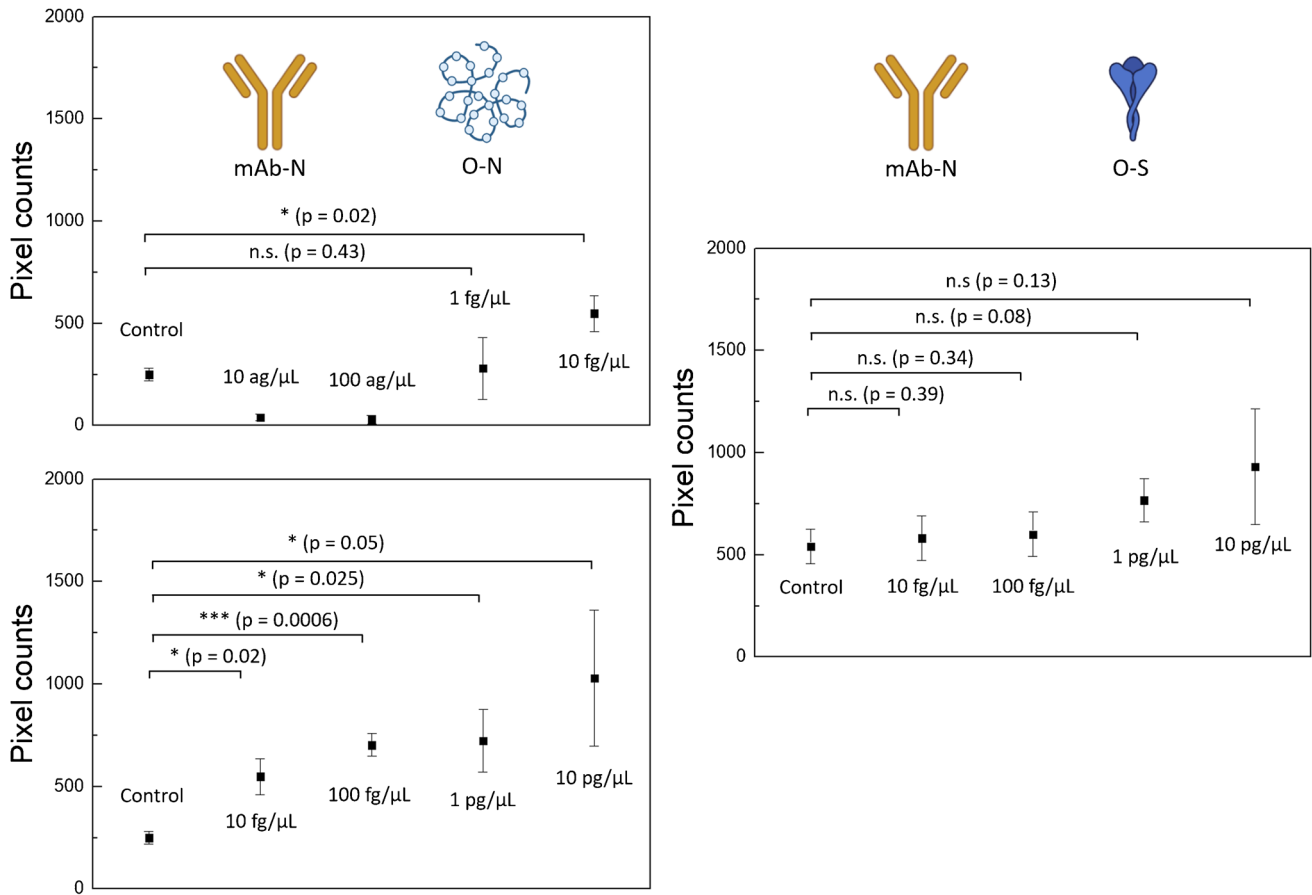 2000
1500
1000
500
0
Pixel counts
mAb-N
O-N
* (p = 0.02)
n.s. (p = 0.43)
Control
10 ag/μL
100 ag/μL
1 fg/μL
10 fg/μL
2000
1500
1000
500
0
Pixel counts
* (p = 0.05)
* (p = 0.025)
*** (p = 0.0006)
* (p = 0.02)
Control
10 fg/μL
100 fg/μL
1 pg/μL
10 pg/μL
mAb-N
O-S
2000
1500
1000
500
0
Pixel counts
n.s (p = 0.13)
n.s. (p = 0.08)
n.s. (p = 0.34)
n.s. (p = 0.39)
Control
10 fg/μL
100 fg/μL
1 pg/μL
10 pg/μL